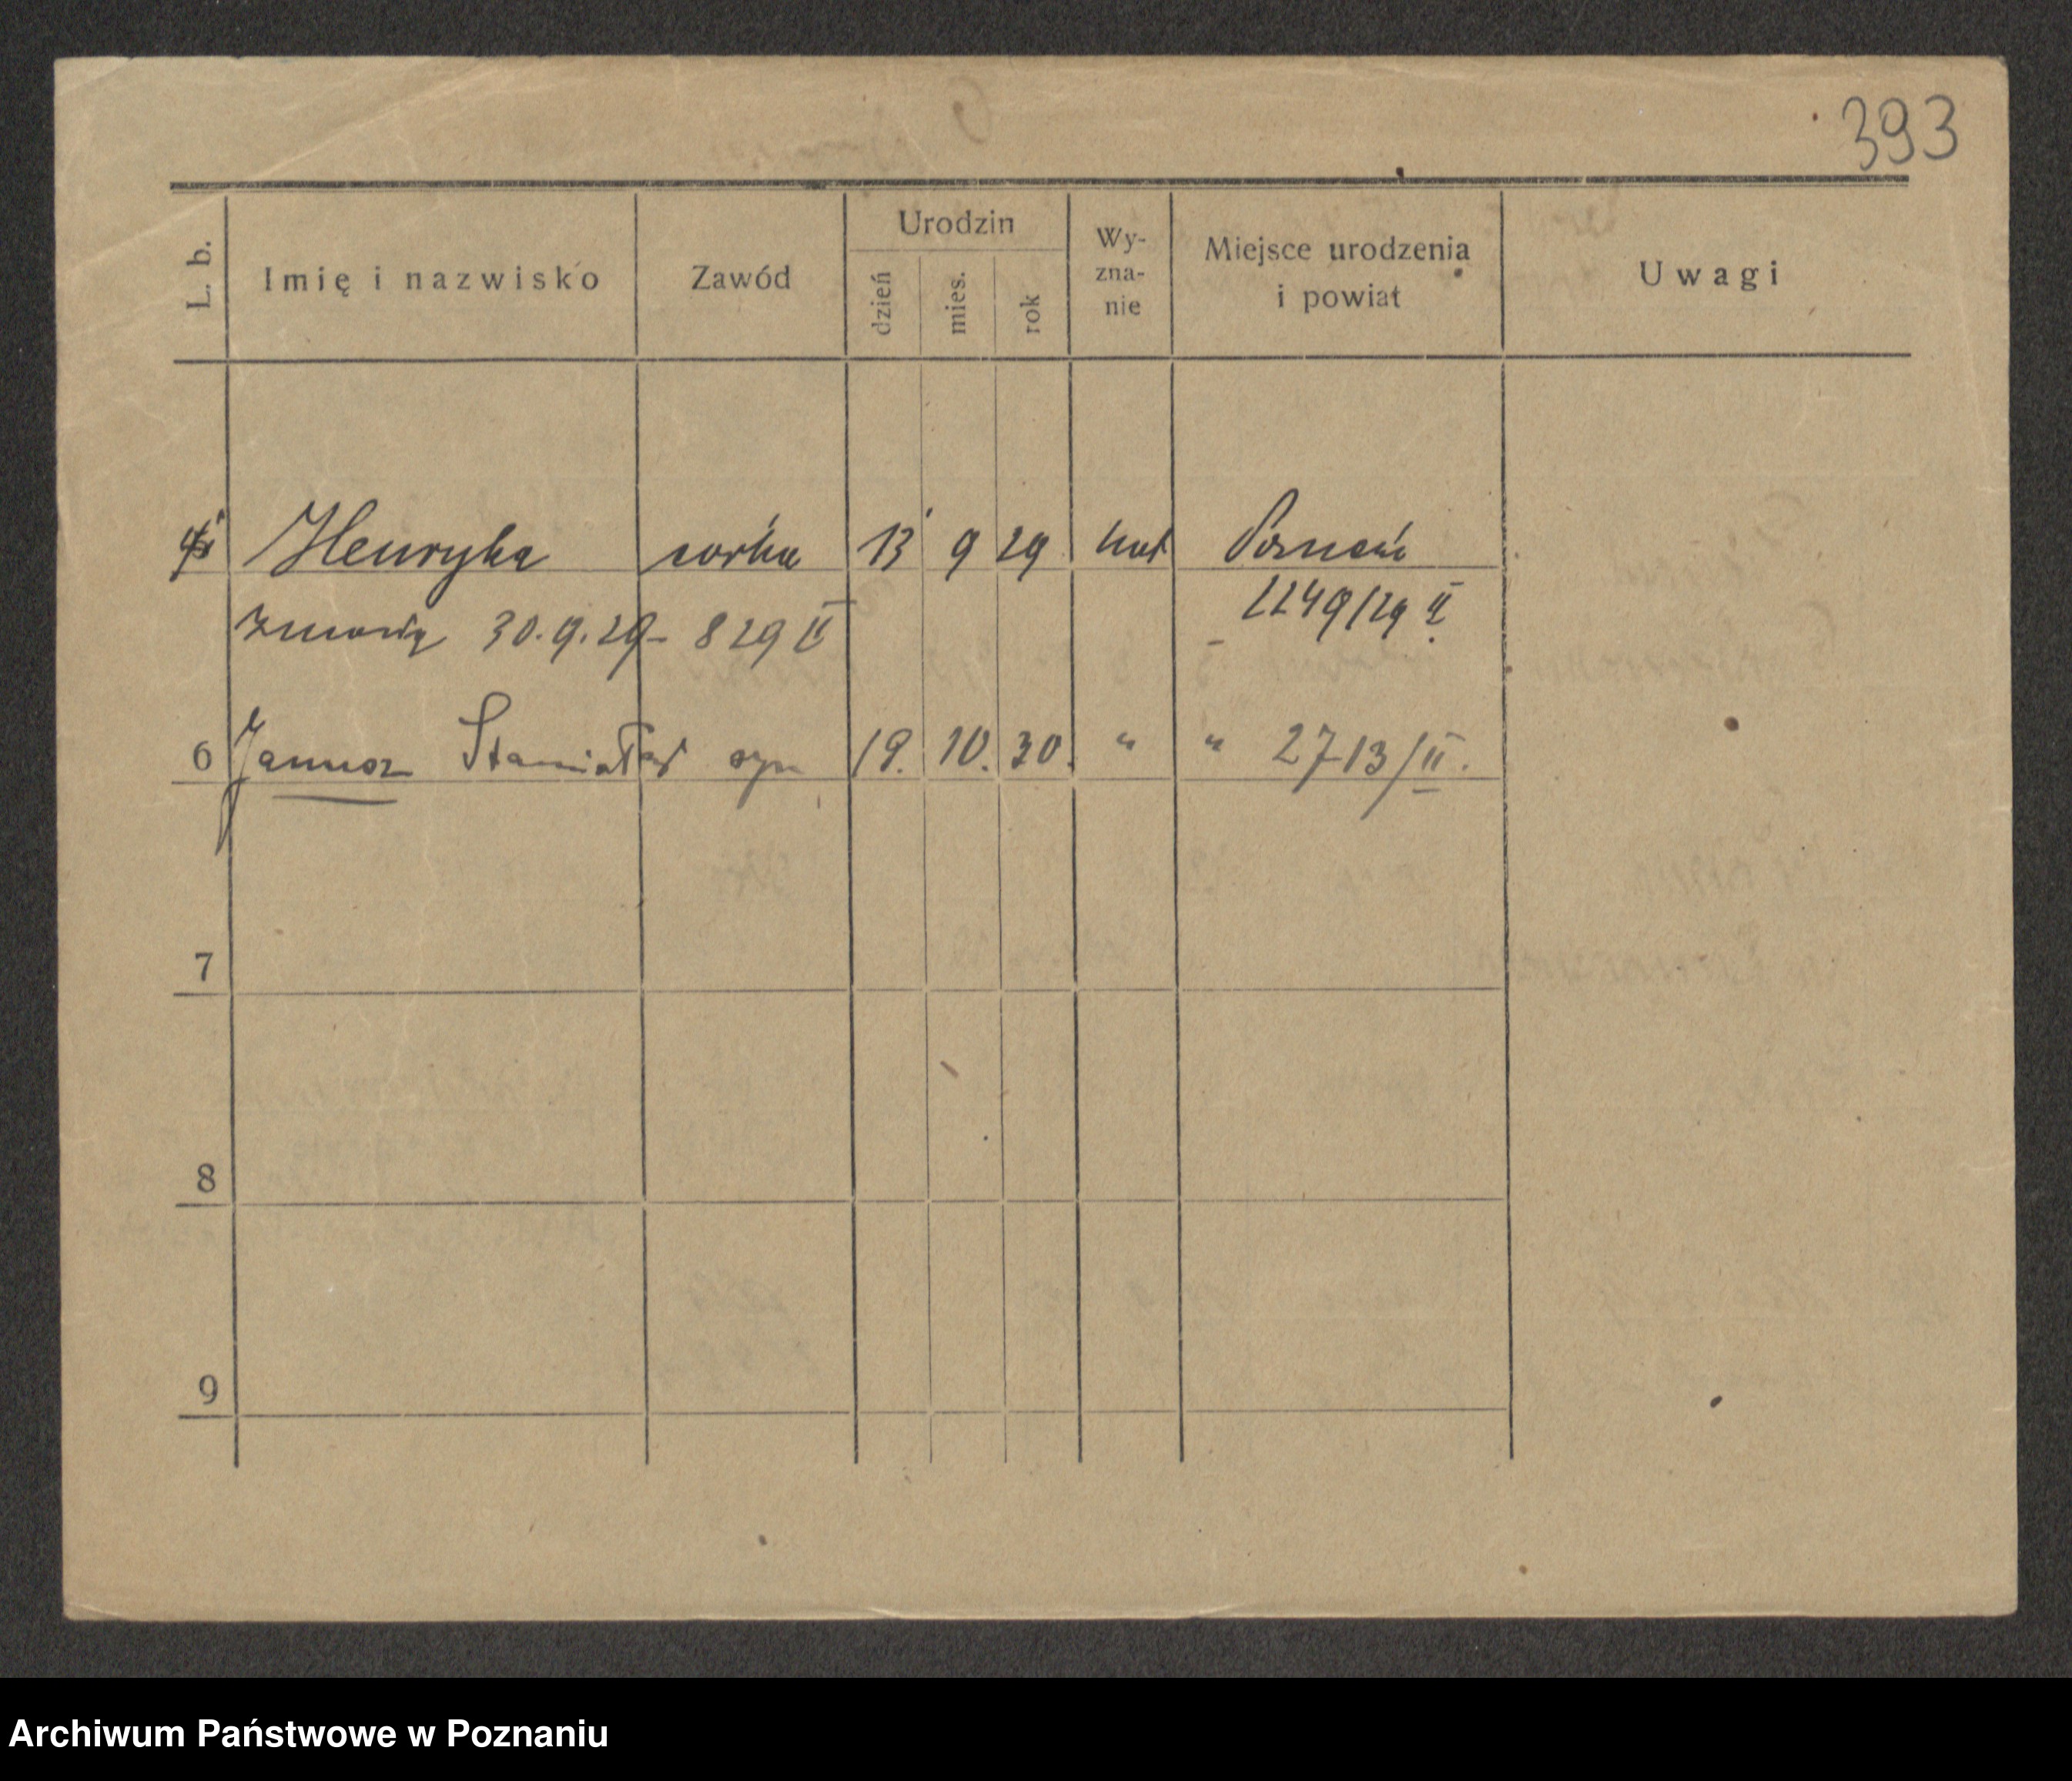 393
L. b. Imię i nazwisko Zawód Urodzin dzień mies. rok Wy-zna-nie Miejsce urodzenia i powiat Uwagi
Henryka córka 13 9 29 kat Poznań
2249/29 II
zmarła 30.9.29 - 829 II
6 Janusz Stanisław syn 19. 10. 30. " " 2713/II.
7
8
9
Archiwum Państwowe w Poznaniu